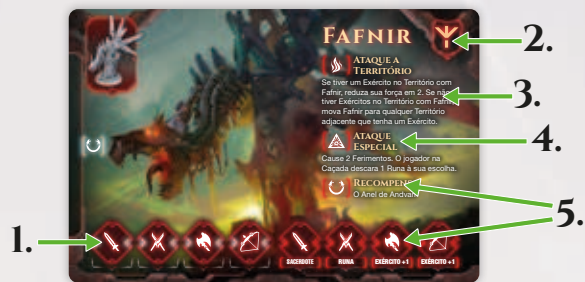 FAFNIR
2.
ATAQUE A
TERRITÓRIO
Se tiver um Exército no Território com
Fafnir, reduza sua força em 2. Se não
tiver Exércitos no Território com Fafnir,
mova Fafnir para qualquer Território
adjacente que tenha um Exército.
3.
ATAQUE
ESPECIAL
4.
Cause 2 Ferimentos. O jogador na
Caçada descara 1 Runa à sua escolha.
RECOMPENSA
O Anel de Andvari
5.
1.
SACERDOTE
RUNA
EXÉRCITO +1
EXÉRCITO +1